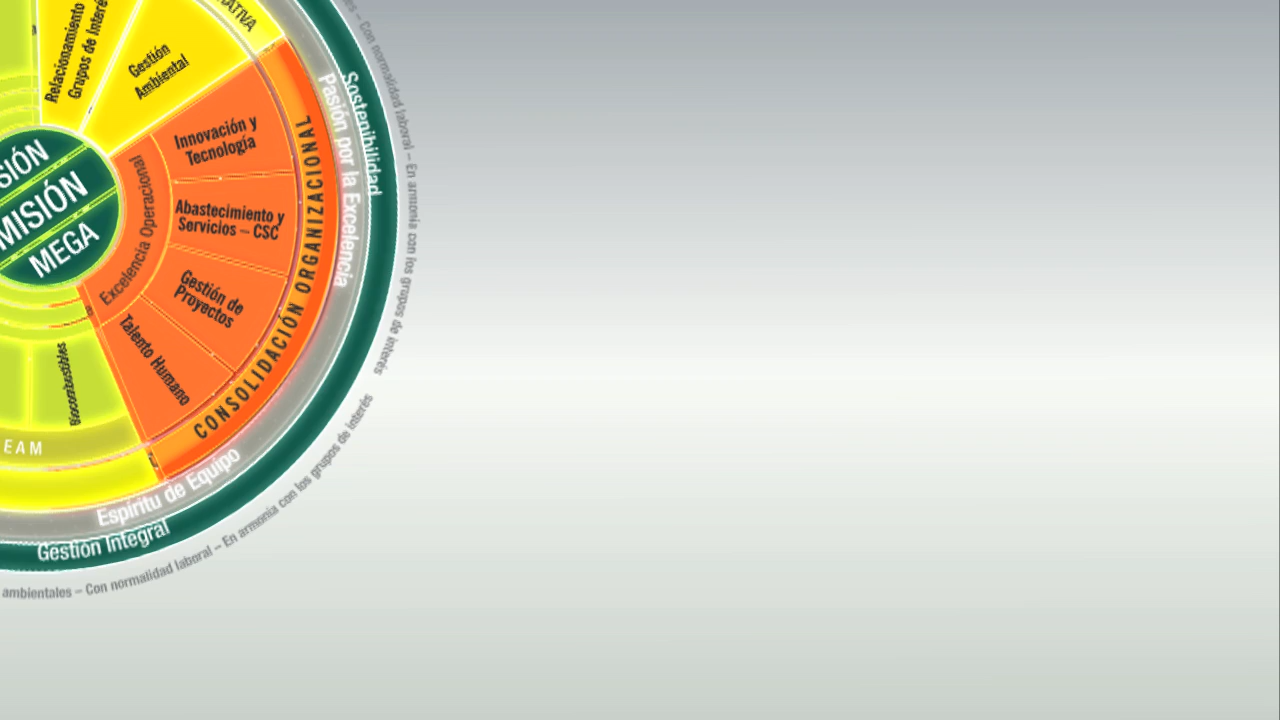 Relacionamiento
Grupos de Interé
ATIVA
Gestión
Ambiental
SIÓN
MISIÓN
MEGA
Excelencia Operacional
Innovación y
Tecnología
Abastecimiento y
Servicios – CSC
Gestión de
Proyectos
Talento Humano
CONSOLIDACIÓN ORGANIZACIONAL
Biocombustibles
EAM
Sostenibilidad
Pasión por la Excelencia
Espíritu de Equipo
Gestión Integral
es – Con normalidad laboral – En armonía con los grupos de interés
ambientales – Con normalidad laboral – En armonía con los grupos de interés